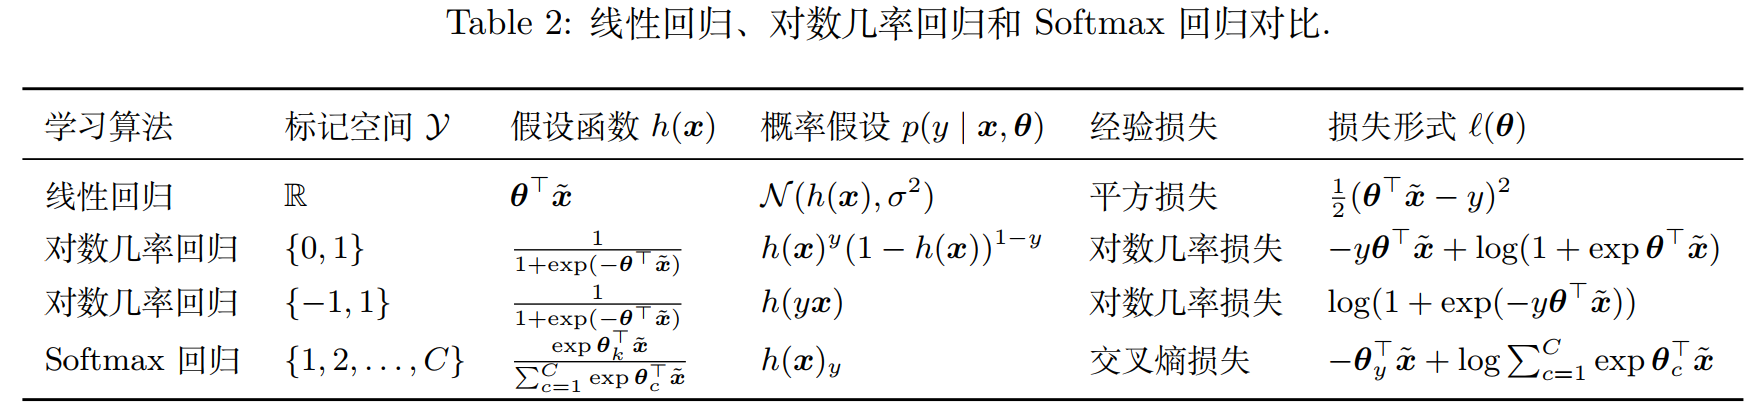 Table 2: 线性回归、对数几率回归和 Softmax 回归对比.
学习算法 标记空间 $\mathcal{Y}$ 假设函数 $h(\boldsymbol{x})$ 概率假设 $p(y \mid \boldsymbol{x}, \boldsymbol{\theta})$ 经验损失 损失形式 $\ell(\boldsymbol{\theta})$
线性回归 $\mathbb{R}$ $\boldsymbol{\theta}^\top \tilde{\boldsymbol{x}}$ $\mathcal{N}(h(\boldsymbol{x}), \sigma^2)$ 平方损失 $\frac{1}{2}(\boldsymbol{\theta}^\top \tilde{\boldsymbol{x}} - y)^2$
对数几率回归 $\{0, 1\}$ $\frac{1}{1+\exp(-\boldsymbol{\theta}^\top \tilde{\boldsymbol{x}})}$ $h(\boldsymbol{x})^y(1 - h(\boldsymbol{x}))^{1-y}$ 对数几率损失 $-y\boldsymbol{\theta}^\top \tilde{\boldsymbol{x}} + \log(1 + \exp \boldsymbol{\theta}^\top \tilde{\boldsymbol{x}})$
对数几率回归 $\{-1, 1\}$ $\frac{1}{1+\exp(-\boldsymbol{\theta}^\top \tilde{\boldsymbol{x}})}$ $h(y\boldsymbol{x})$ 对数几率损失 $\log(1 + \exp(-y\boldsymbol{\theta}^\top \tilde{\boldsymbol{x}}))$
Softmax 回归 $\{1, 2, \ldots, C\}$ $\frac{\exp \boldsymbol{\theta}_k^\top \tilde{\boldsymbol{x}}}{\sum_{c=1}^C \exp \boldsymbol{\theta}_c^\top \tilde{\boldsymbol{x}}}$ $h(\boldsymbol{x})_y$ 交叉熵损失 $-\boldsymbol{\theta}_y^\top \tilde{\boldsymbol{x}} + \log \sum_{c=1}^C \exp \boldsymbol{\theta}_c^\top \tilde{\boldsymbol{x}}$